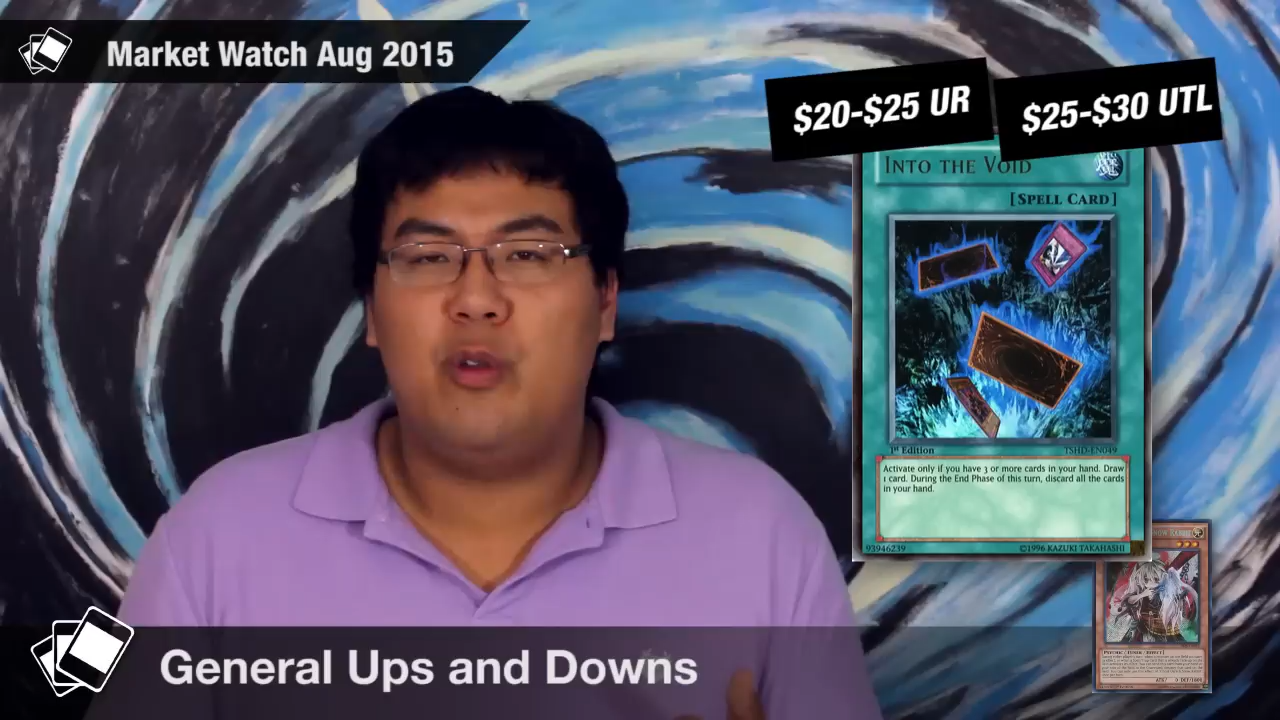 Market Watch Aug 2015
$20-$25 UR
$25-$30 UTL
INTO THE VOID
[SPELL CARD]
1st Edition
TSHD-EN049
Activate only if you have 3 or more cards in your hand. Draw
1 card. During the End Phase of this turn, discard all the cards
in your hand.
93946239
©1996 KAZUKI TAKAHASHI
General Ups and Downs